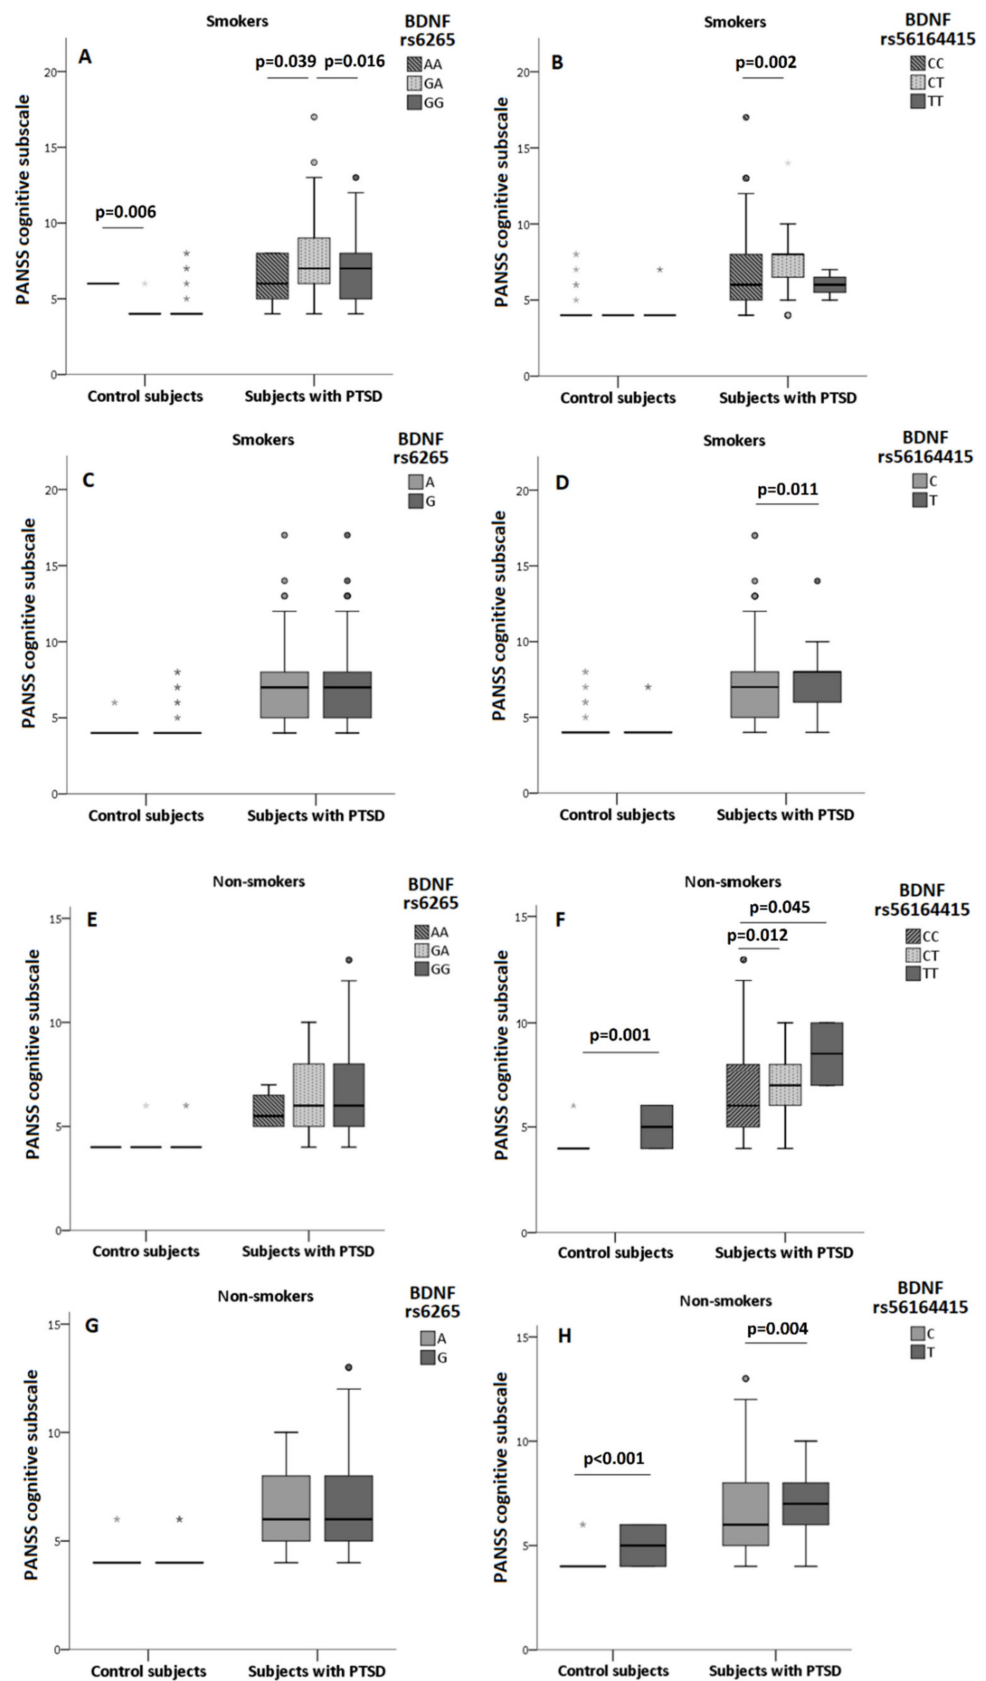 Smokers
BDNF
rs6265
A
AA
GA
GG
p=0.039
p=0.016
p=0.006
PANSS cognitive subscale
20
15
10
5
0
Control subjects
Subjects with PTSD
Smokers
BDNF
rs56164415
B
CC
CT
TT
p=0.002
PANSS cognitive subscale
20
15
10
5
0
Control subjects
Subjects with PTSD
Smokers
BDNF
rs6265
C
A
G
PANSS cognitive subscale
20
15
10
5
0
Control subjects
Subjects with PTSD
Smokers
BDNF
rs56164415
D
C
T
p=0.011
PANSS cognitive subscale
20
15
10
5
0
Control subjects
Subjects with PTSD
Non-smokers
BDNF
rs6265
E
AA
GA
GG
PANSS cognitive subscale
15
10
5
0
Contro subjects
Subjects with PTSD
Non-smokers
BDNF
rs56164415
F
CC
CT
TT
p=0.045
p=0.012
p=0.001
PANSS cognitive subscale
15
10
5
0
Control subjects
Subjects with PTSD
Non-smokers
BDNF
rs6265
G
A
G
PANSS cognitive subscale
15
10
5
0
Control subjects
Subjects with PTSD
Non-smokers
BDNF
rs56164415
H
C
T
p=0.004
p<0.001
PANSS cognitive subscale
15
10
5
0
Control subjects
Subjects with PTSD